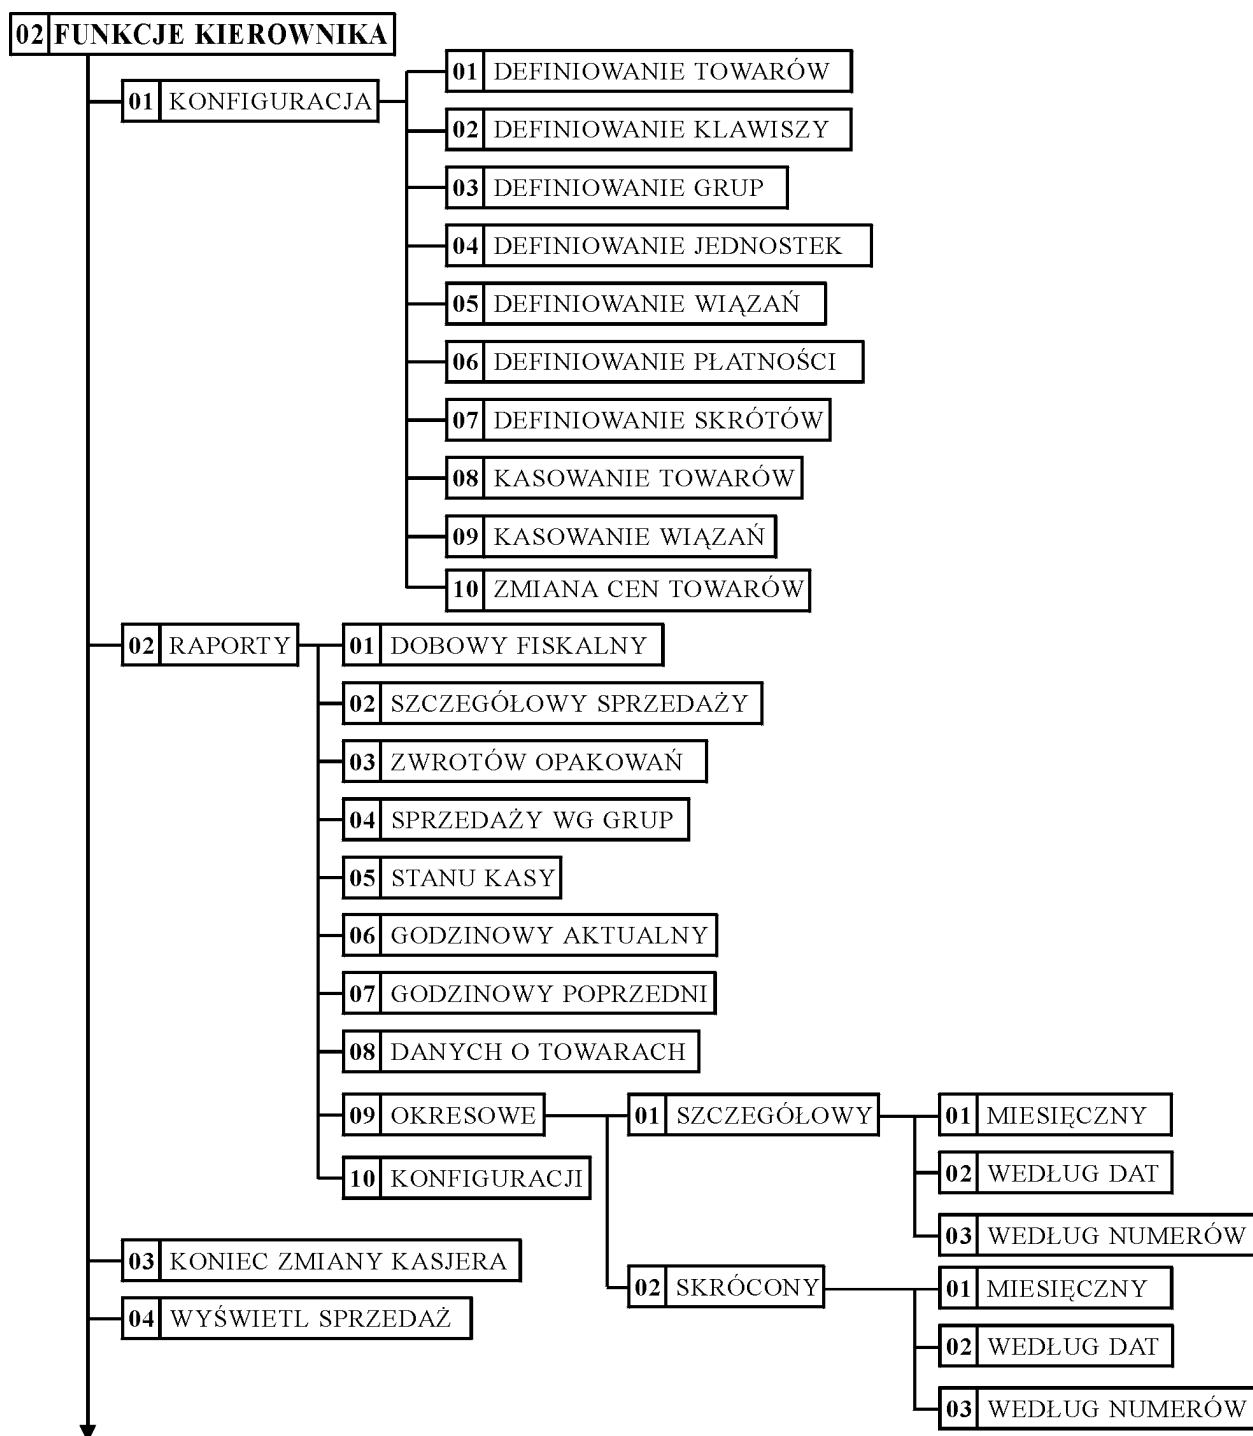 02 FUNKCJE KIEROWNIKA
01 KONFIGURACJA
01 DEFINIOWANIE TOWARÓW
02 DEFINIOWANIE KLAWISZY
03 DEFINIOWANIE GRUP
04 DEFINIOWANIE JEDNOSTEK
05 DEFINIOWANIE WIĄZAŃ
06 DEFINIOWANIE PŁATNOŚCI
07 DEFINIOWANIE SKRÓTÓW
08 KASOWANIE TOWARÓW
09 KASOWANIE WIĄZAŃ
10 ZMIANA CEN TOWARÓW
02 RAPORTY
01 DOBOWY FISKALNY
02 SZCZEGÓŁOWY SPRZEDAŻY
03 ZWROTÓW OPAKOWAŃ
04 SPRZEDAŻY WG GRUP
05 STANU KASY
06 GODZINOWY AKTUALNY
07 GODZINOWY POPRZEDNI
08 DANYCH O TOWARACH
09 OKRESOWE
01 SZCZEGÓŁOWY
01 MIESIĘCZNY
02 WEDŁUG DAT
03 WEDŁUG NUMERÓW
02 SKRÓCONY
01 MIESIĘCZNY
02 WEDŁUG DAT
03 WEDŁUG NUMERÓW
10 KONFIGURACJI
03 KONIEC ZMIANY KASJERA
04 WYŚWIETL SPRZEDAŻ